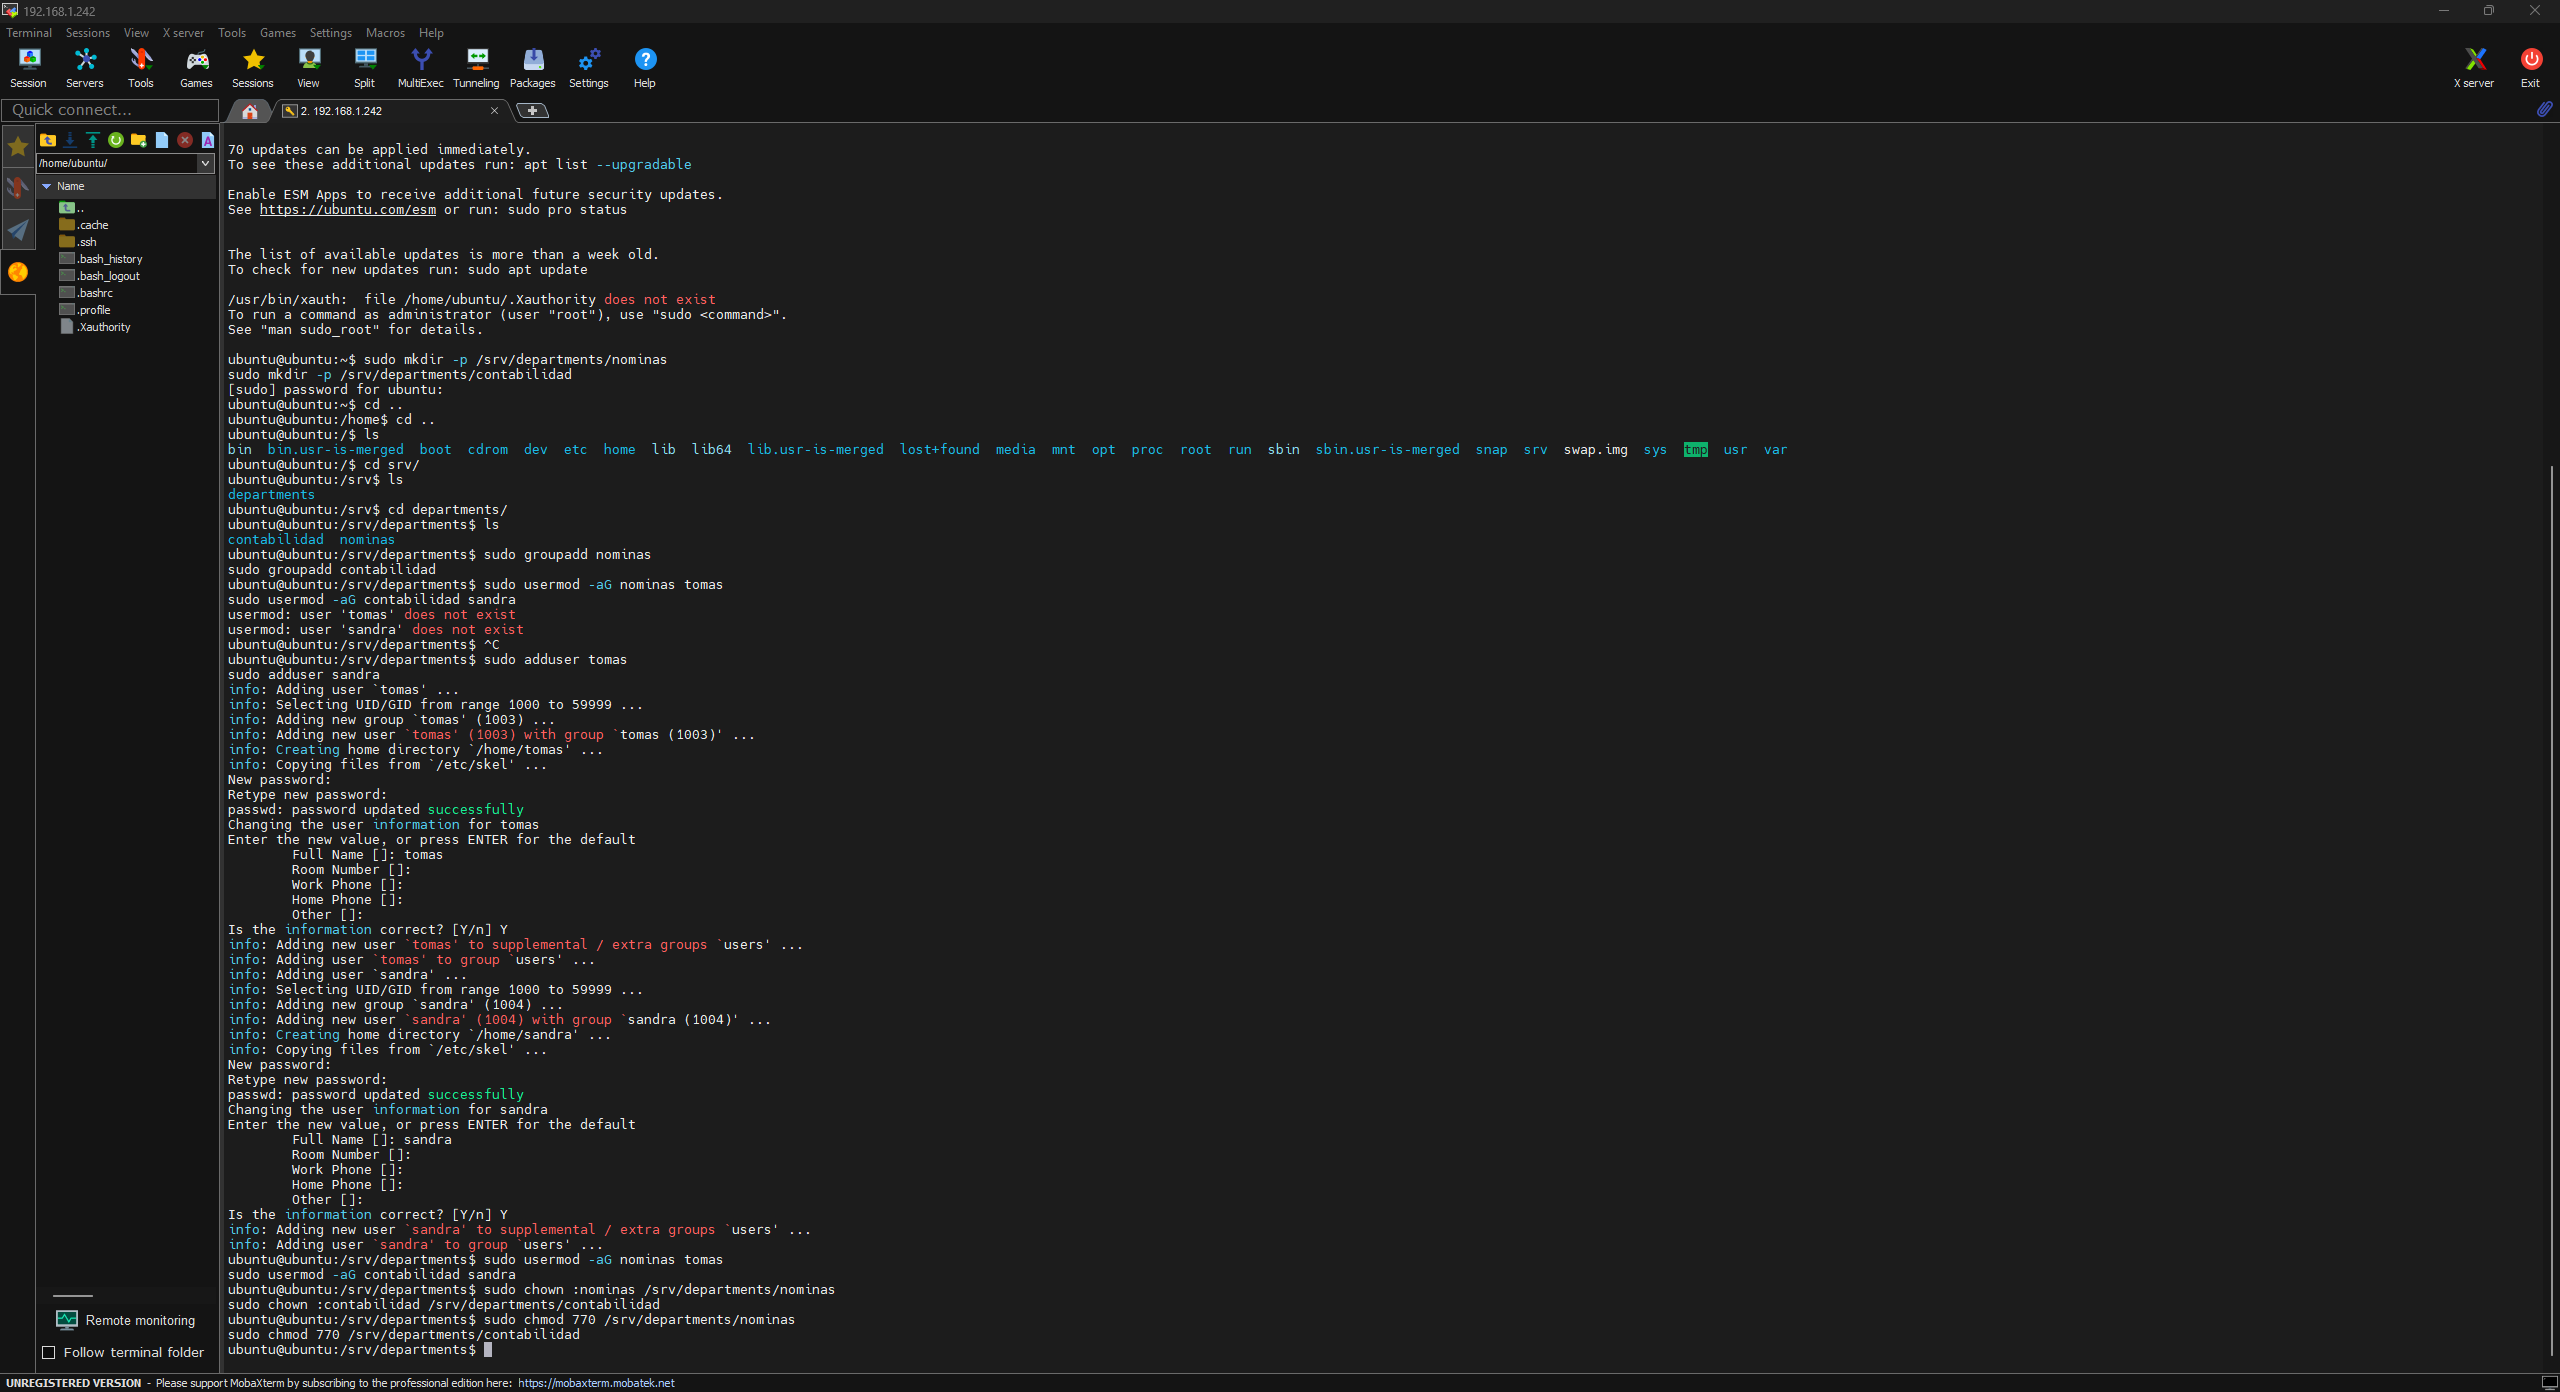 192.168.1.242
Terminal Sessions View X server Tools Games Settings Macros Help
Session Servers Tools Games Sessions View Split MultiExec Tunneling Packages Settings Help X server Exit
Quick connect...
2. 192.168.1.242
/home/ubuntu/
Name
..
.cache
.ssh
.bash_history
.bash_logout
.bashrc
.profile
.Xauthority
70 updates can be applied immediately.
To see these additional updates run: apt list --upgradable
Enable ESM Apps to receive additional future security updates.
See https://ubuntu.com/esm or run: sudo pro status
The list of available updates is more than a week old.
To check for new updates run: sudo apt update
/usr/bin/xauth:  file /home/ubuntu/.Xauthority does not exist
To run a command as administrator (user "root"), use "sudo <command>".
See "man sudo_root" for details.
ubuntu@ubuntu:~$ sudo mkdir -p /srv/departments/nominas
sudo mkdir -p /srv/departments/contabilidad
[sudo] password for ubuntu:
ubuntu@ubuntu:~$ cd ..
ubuntu@ubuntu:/home$ cd ..
ubuntu@ubuntu:/$ ls
bin  bin.usr-is-merged  boot  cdrom  dev  etc  home  lib  lib64  lib.usr-is-merged  lost+found  media  mnt  opt  proc  root  run  sbin  sbin.usr-is-merged  snap  srv  swap.img  sys  tmp  usr  var
ubuntu@ubuntu:/$ cd srv/
ubuntu@ubuntu:/srv$ ls
departments
ubuntu@ubuntu:/srv$ cd departments/
ubuntu@ubuntu:/srv/departments$ ls
contabilidad  nominas
ubuntu@ubuntu:/srv/departments$ sudo groupadd nominas
sudo groupadd contabilidad
ubuntu@ubuntu:/srv/departments$ sudo usermod -aG nominas tomas
sudo usermod -aG contabilidad sandra
usermod: user 'tomas' does not exist
usermod: user 'sandra' does not exist
ubuntu@ubuntu:/srv/departments$ ^C
ubuntu@ubuntu:/srv/departments$ sudo adduser tomas
sudo adduser sandra
info: Adding user `tomas' ...
info: Selecting UID/GID from range 1000 to 59999 ...
info: Adding new group `tomas' (1003) ...
info: Adding new user `tomas' (1003) with group `tomas (1003)' ...
info: Creating home directory `/home/tomas' ...
info: Copying files from `/etc/skel' ...
New password:
Retype new password:
passwd: password updated successfully
Changing the user information for tomas
Enter the new value, or press ENTER for the default
Full Name []: tomas
Room Number []:
Work Phone []:
Home Phone []:
Other []:
Is the information correct? [Y/n] Y
info: Adding new user `tomas' to supplemental / extra groups `users' ...
info: Adding user `tomas' to group `users' ...
info: Adding user `sandra' ...
info: Selecting UID/GID from range 1000 to 59999 ...
info: Adding new group `sandra' (1004) ...
info: Adding new user `sandra' (1004) with group `sandra (1004)' ...
info: Creating home directory `/home/sandra' ...
info: Copying files from `/etc/skel' ...
New password:
Retype new password:
passwd: password updated successfully
Changing the user information for sandra
Enter the new value, or press ENTER for the default
Full Name []: sandra
Room Number []:
Work Phone []:
Home Phone []:
Other []:
Is the information correct? [Y/n] Y
info: Adding new user `sandra' to supplemental / extra groups `users' ...
info: Adding user `sandra' to group `users' ...
ubuntu@ubuntu:/srv/departments$ sudo usermod -aG nominas tomas
sudo usermod -aG contabilidad sandra
ubuntu@ubuntu:/srv/departments$ sudo chown :nominas /srv/departments/nominas
sudo chown :contabilidad /srv/departments/contabilidad
ubuntu@ubuntu:/srv/departments$ sudo chmod 770 /srv/departments/nominas
sudo chmod 770 /srv/departments/contabilidad
ubuntu@ubuntu:/srv/departments$
Remote monitoring
Follow terminal folder
UNREGISTERED VERSION - Please support MobaXterm by subscribing to the professional edition here: https://mobaxterm.mobatek.net